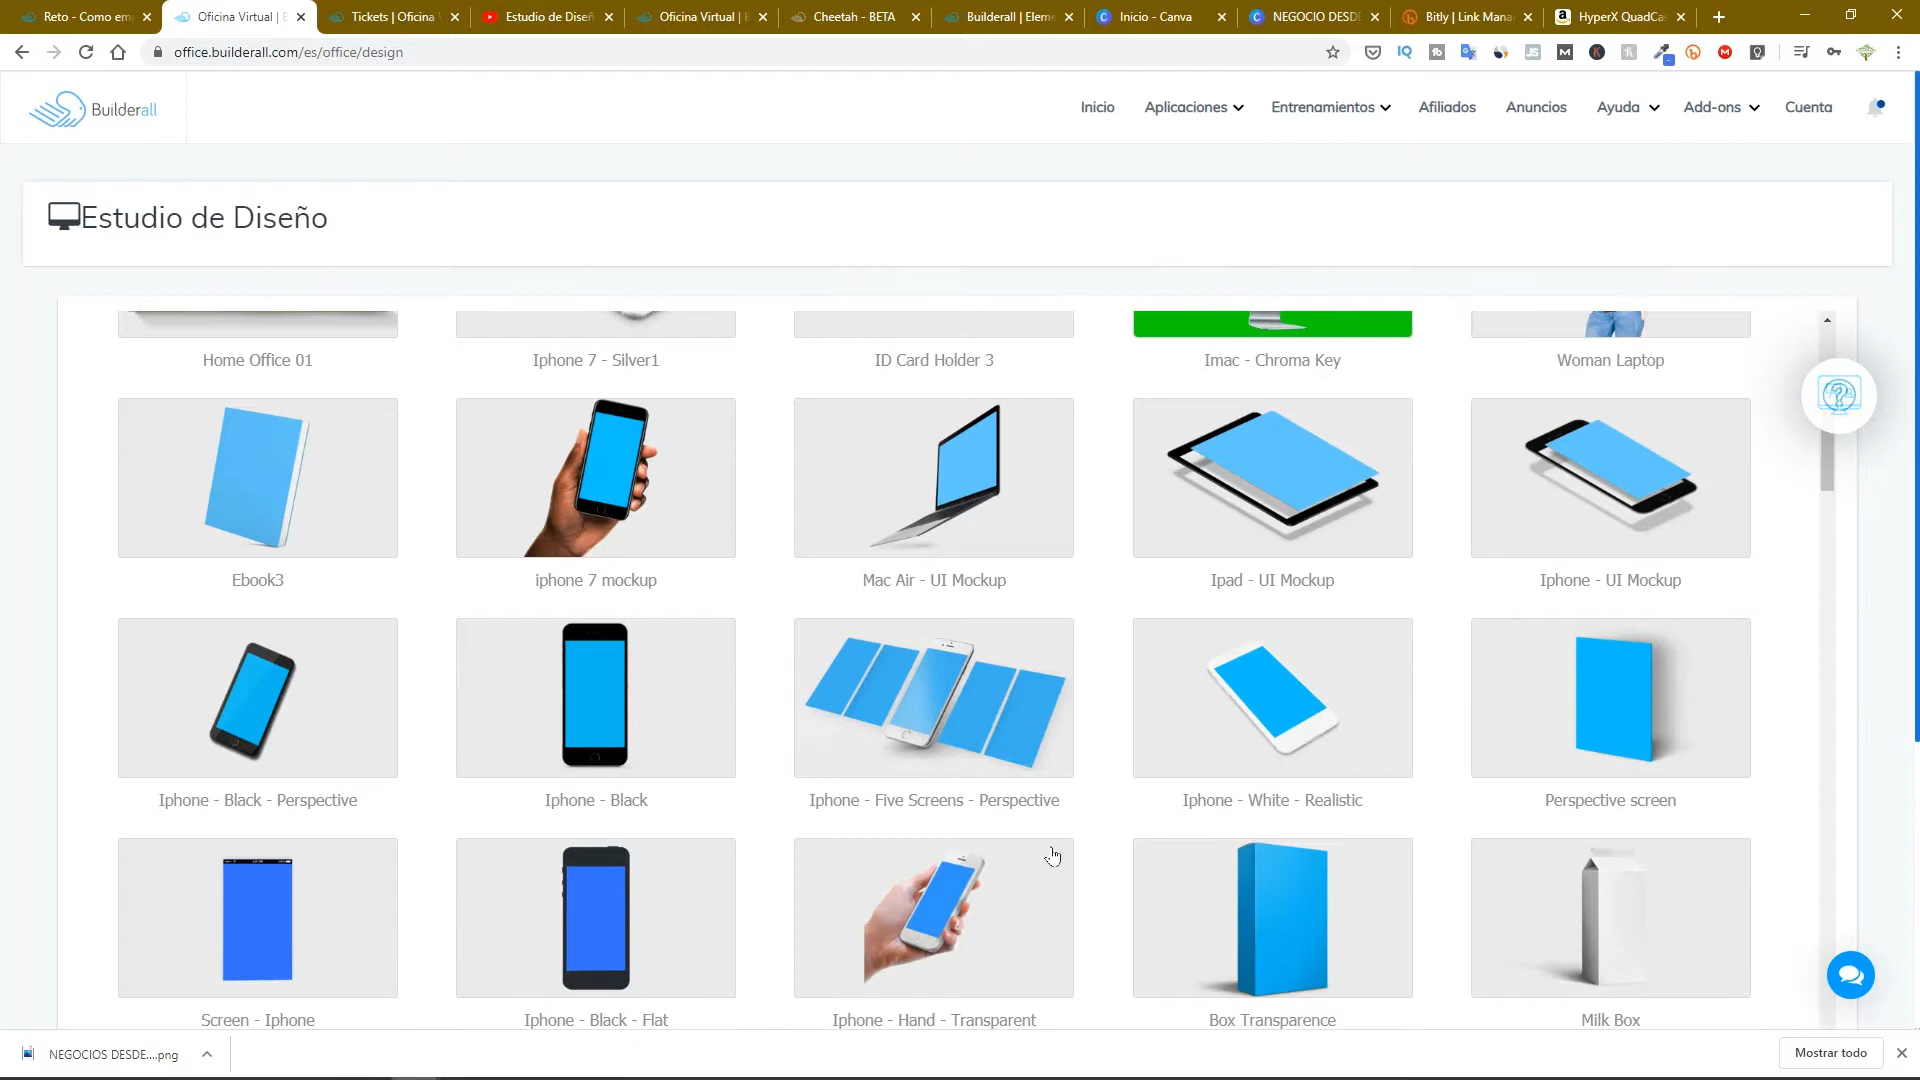 Reto - Como em
Oficina Virtual | E
Tickets | Oficina V
Estudio de Diseñ
Oficina Virtual | E
Cheetah - BETA
Builderall | Elem
Inicio - Canva
NEGOCIO DESDE
Bitly | Link Mana
HyperX QuadCa
office.builderall.com/es/office/design
Builderall
Inicio
Aplicaciones
Entrenamientos
Afiliados
Anuncios
Ayuda
Add-ons
Cuenta
Estudio de Diseño
Home Office 01
Iphone 7 - Silver1
ID Card Holder 3
Imac - Chroma Key
Woman Laptop
Ebook3
iphone 7 mockup
Mac Air - UI Mockup
Ipad - UI Mockup
Iphone - UI Mockup
Iphone - Black - Perspective
Iphone - Black
Iphone - Five Screens - Perspective
Iphone - White - Realistic
Perspective screen
Screen - Iphone
Iphone - Black - Flat
Iphone - Hand - Transparent
Box Transparence
Milk Box
NEGOCIOS DESDE....png
Mostrar todo